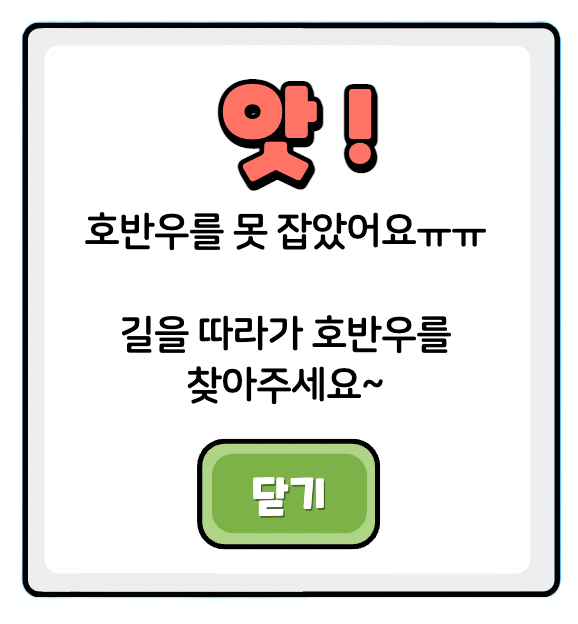 앗!
호반우를 못 잡았어요ㅠㅠ
길을 따라가 호반우를
찾아주세요~
닫기